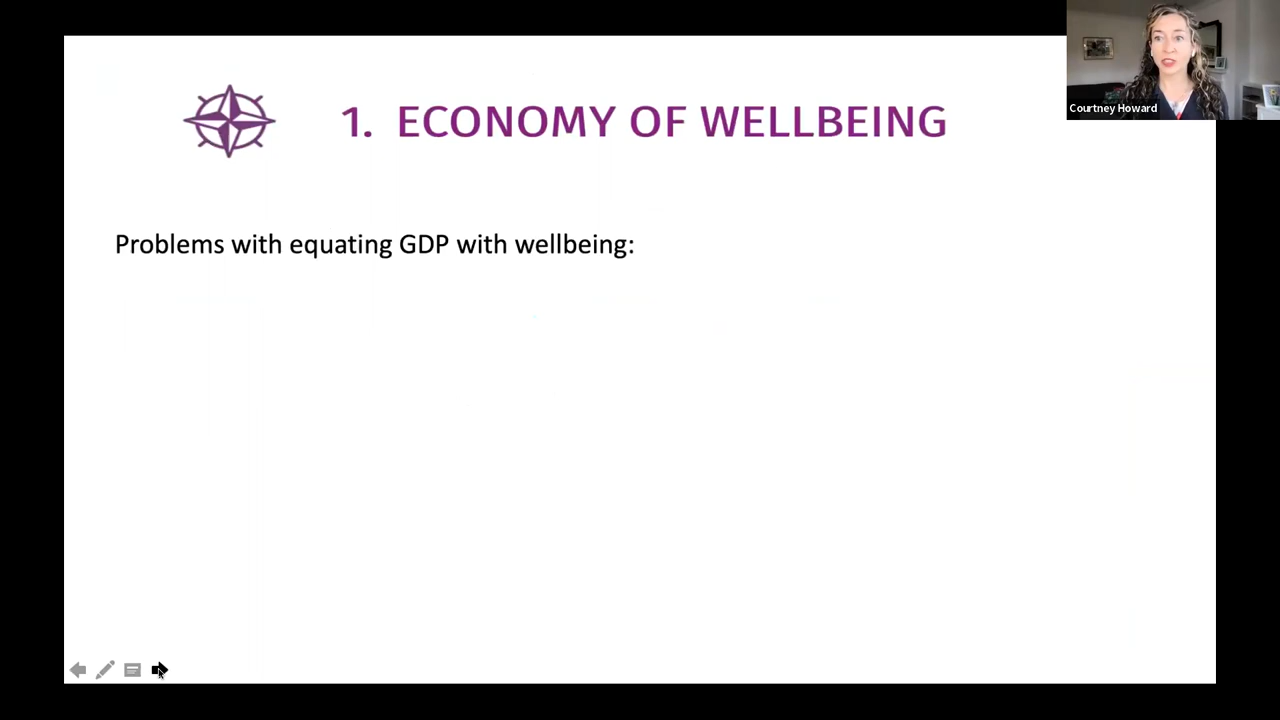 Courtney Howard
1. ECONOMY OF WELLBEING
Problems with equating GDP with wellbeing: